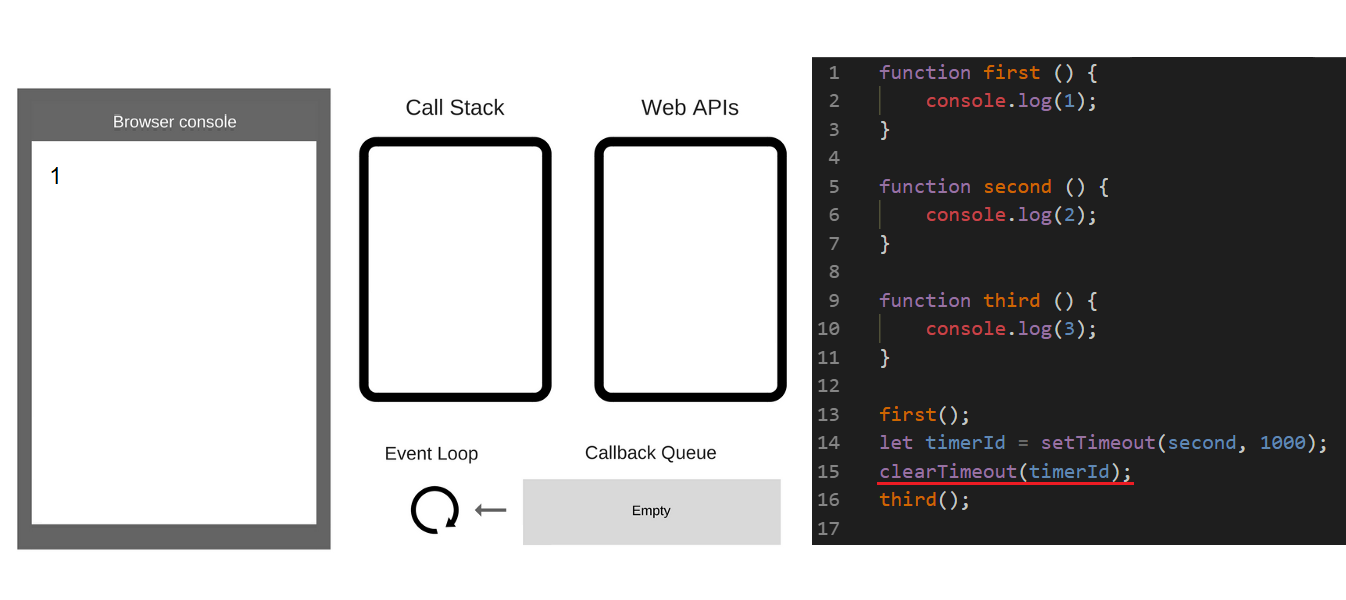 Browser console
1
Call Stack
Web APIs
Event Loop
Callback Queue
Empty
1 function first () {
2     console.log(1);
3 }
4
5 function second () {
6     console.log(2);
7 }
8
9 function third () {
10     console.log(3);
11 }
12
13 first();
14 let timerId = setTimeout(second, 1000);
15 clearTimeout(timerId);
16 third();
17